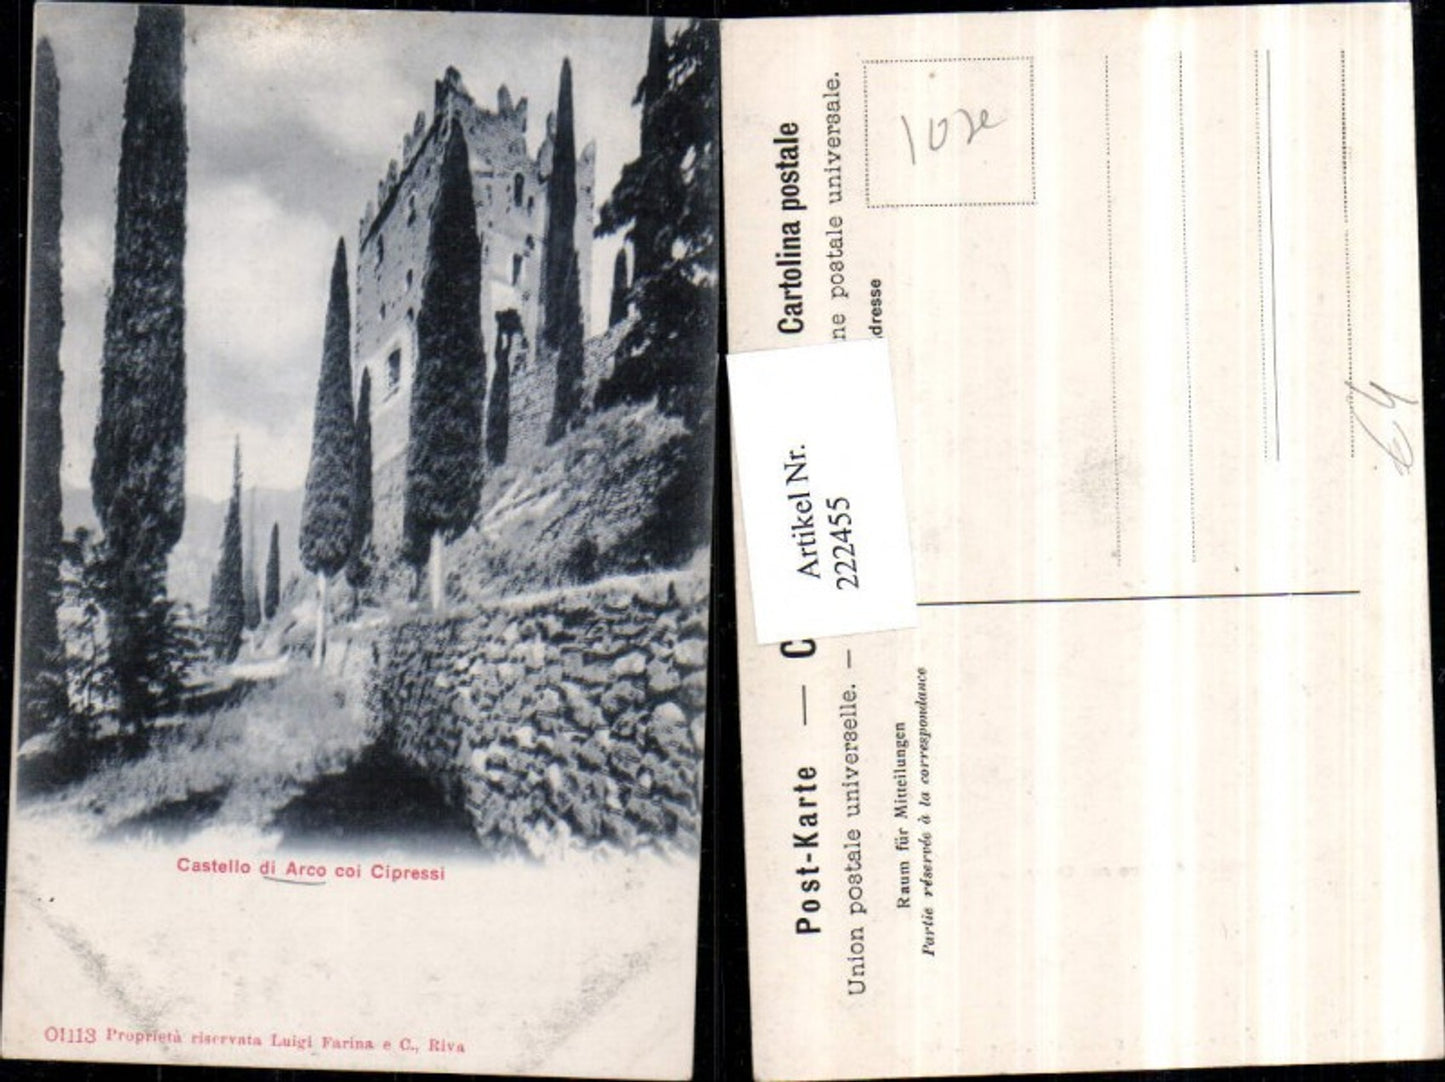 Castello di Arco coi Cipressi
01113 Proprietà riservata Luigi Farina e C., Riva
Post-Karte — C Cartolina postale
Union postale universelle. — ne postale universale.
dresse
Raum für Mitteilungen
Partie réservée à la correspondance
Artikel Nr.
222455
€4